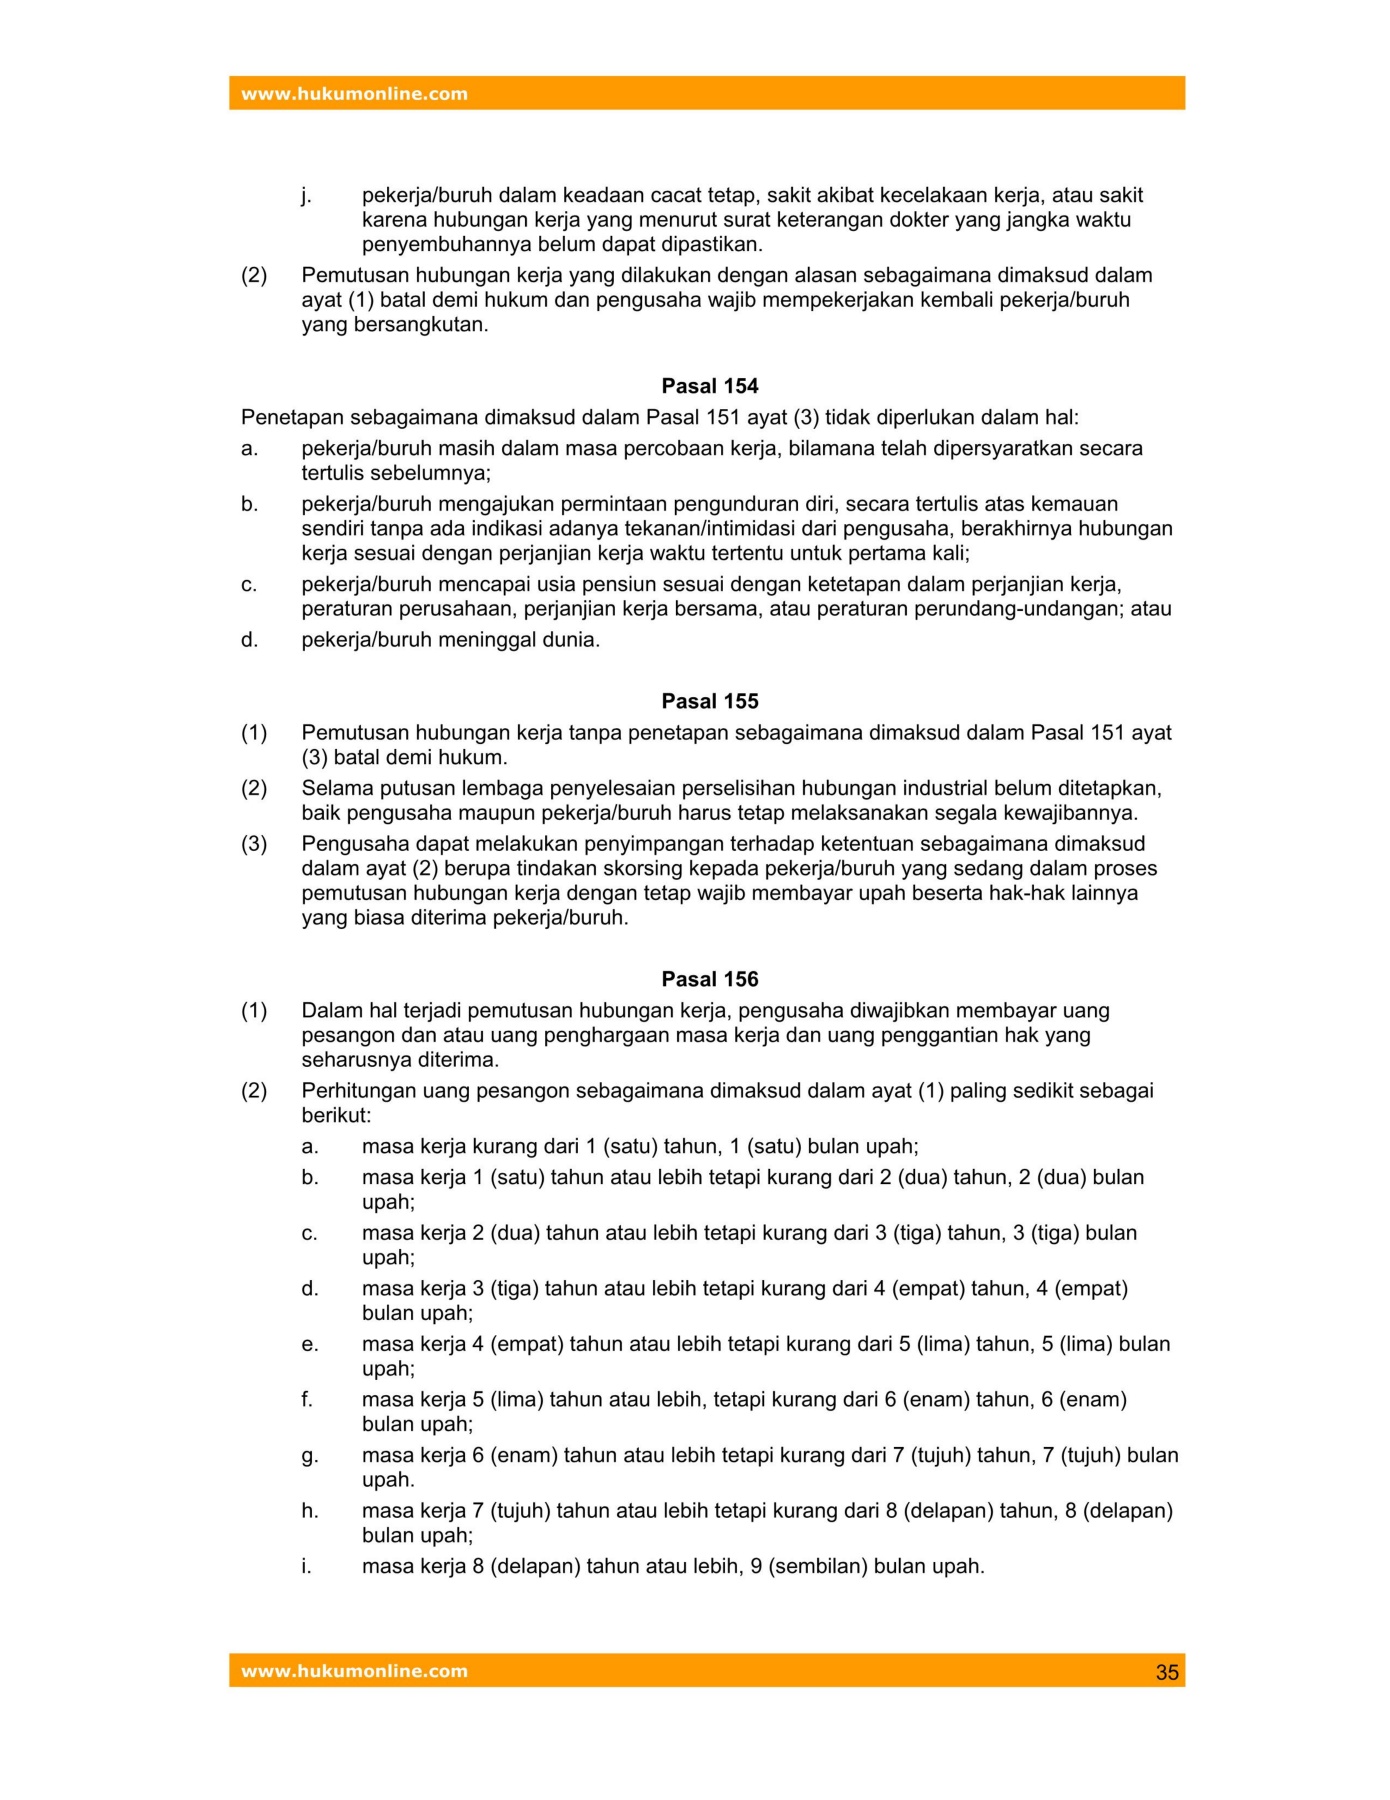 www.hukumonline.com
j. pekerja/buruh dalam keadaan cacat tetap, sakit akibat kecelakaan kerja, atau sakit
karena hubungan kerja yang menurut surat keterangan dokter yang jangka waktu
penyembuhannya belum dapat dipastikan.
(2) Pemutusan hubungan kerja yang dilakukan dengan alasan sebagaimana dimaksud dalam
ayat (1) batal demi hukum dan pengusaha wajib mempekerjakan kembali pekerja/buruh
yang bersangkutan.
Pasal 154
Penetapan sebagaimana dimaksud dalam Pasal 151 ayat (3) tidak diperlukan dalam hal:
a. pekerja/buruh masih dalam masa percobaan kerja, bilamana telah dipersyaratkan secara
tertulis sebelumnya;
b. pekerja/buruh mengajukan permintaan pengunduran diri, secara tertulis atas kemauan
sendiri tanpa ada indikasi adanya tekanan/intimidasi dari pengusaha, berakhirnya hubungan
kerja sesuai dengan perjanjian kerja waktu tertentu untuk pertama kali;
c. pekerja/buruh mencapai usia pensiun sesuai dengan ketetapan dalam perjanjian kerja,
peraturan perusahaan, perjanjian kerja bersama, atau peraturan perundang-undangan; atau
d. pekerja/buruh meninggal dunia.
Pasal 155
(1) Pemutusan hubungan kerja tanpa penetapan sebagaimana dimaksud dalam Pasal 151 ayat
(3) batal demi hukum.
(2) Selama putusan lembaga penyelesaian perselisihan hubungan industrial belum ditetapkan,
baik pengusaha maupun pekerja/buruh harus tetap melaksanakan segala kewajibannya.
(3) Pengusaha dapat melakukan penyimpangan terhadap ketentuan sebagaimana dimaksud
dalam ayat (2) berupa tindakan skorsing kepada pekerja/buruh yang sedang dalam proses
pemutusan hubungan kerja dengan tetap wajib membayar upah beserta hak-hak lainnya
yang biasa diterima pekerja/buruh.
Pasal 156
(1) Dalam hal terjadi pemutusan hubungan kerja, pengusaha diwajibkan membayar uang
pesangon dan atau uang penghargaan masa kerja dan uang penggantian hak yang
seharusnya diterima.
(2) Perhitungan uang pesangon sebagaimana dimaksud dalam ayat (1) paling sedikit sebagai
berikut:
a. masa kerja kurang dari 1 (satu) tahun, 1 (satu) bulan upah;
b. masa kerja 1 (satu) tahun atau lebih tetapi kurang dari 2 (dua) tahun, 2 (dua) bulan
upah;
c. masa kerja 2 (dua) tahun atau lebih tetapi kurang dari 3 (tiga) tahun, 3 (tiga) bulan
upah;
d. masa kerja 3 (tiga) tahun atau lebih tetapi kurang dari 4 (empat) tahun, 4 (empat)
bulan upah;
e. masa kerja 4 (empat) tahun atau lebih tetapi kurang dari 5 (lima) tahun, 5 (lima) bulan
upah;
f. masa kerja 5 (lima) tahun atau lebih, tetapi kurang dari 6 (enam) tahun, 6 (enam)
bulan upah;
g. masa kerja 6 (enam) tahun atau lebih tetapi kurang dari 7 (tujuh) tahun, 7 (tujuh) bulan
upah.
h. masa kerja 7 (tujuh) tahun atau lebih tetapi kurang dari 8 (delapan) tahun, 8 (delapan)
bulan upah;
i. masa kerja 8 (delapan) tahun atau lebih, 9 (sembilan) bulan upah.
www.hukumonline.com 35